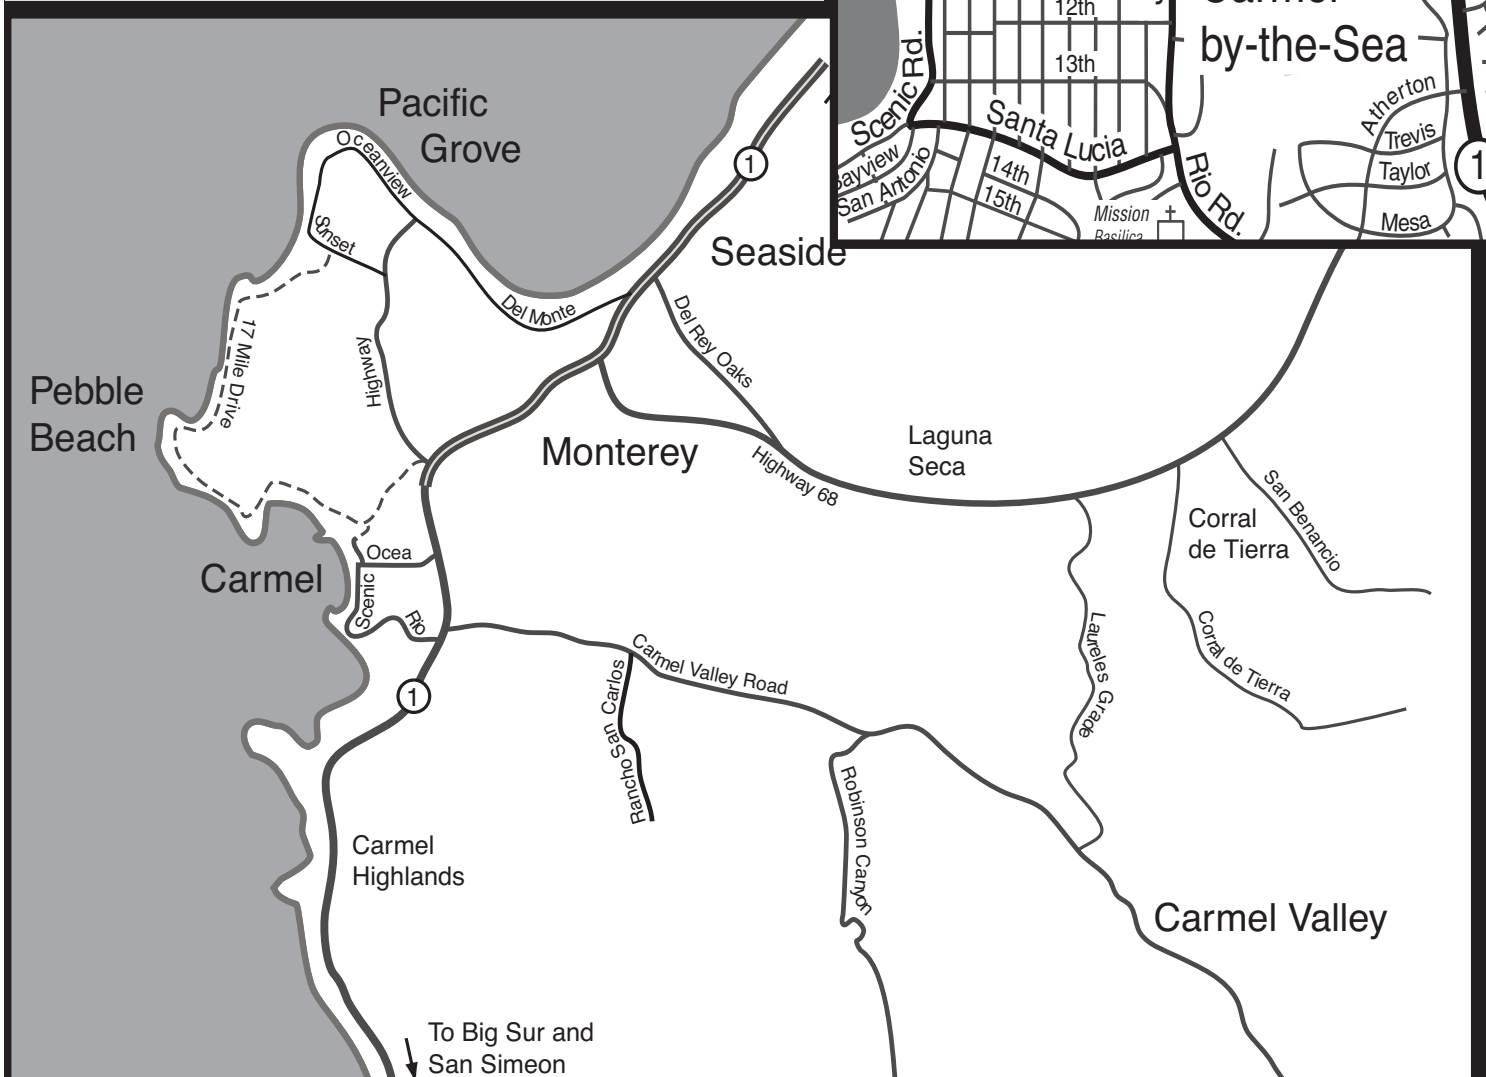 12th
by-the-Sea
13th
Scenic Rd.
Santa Lucia
Atherton
Trevis
Taylor
Mesa
1
San Antonio
14th
15th
Rio Rd.
Mission
Basilica
Pacific
Grove
Oceanview
Sunset
1
Seaside
Del Monte
Del Rey Oaks
17 Mile Drive
Highway
Pebble
Beach
Monterey
Highway 68
Laguna
Seca
San Benancio
Corral
de Tierra
Ocea
Carmel
Scenic
Rio
Laureles Grade
Corral de Tierra
Carmel Valley Road
Rancho San Carlos
1
Robinson Canyon
Carmel
Highlands
Carmel Valley
To Big Sur and
San Simeon